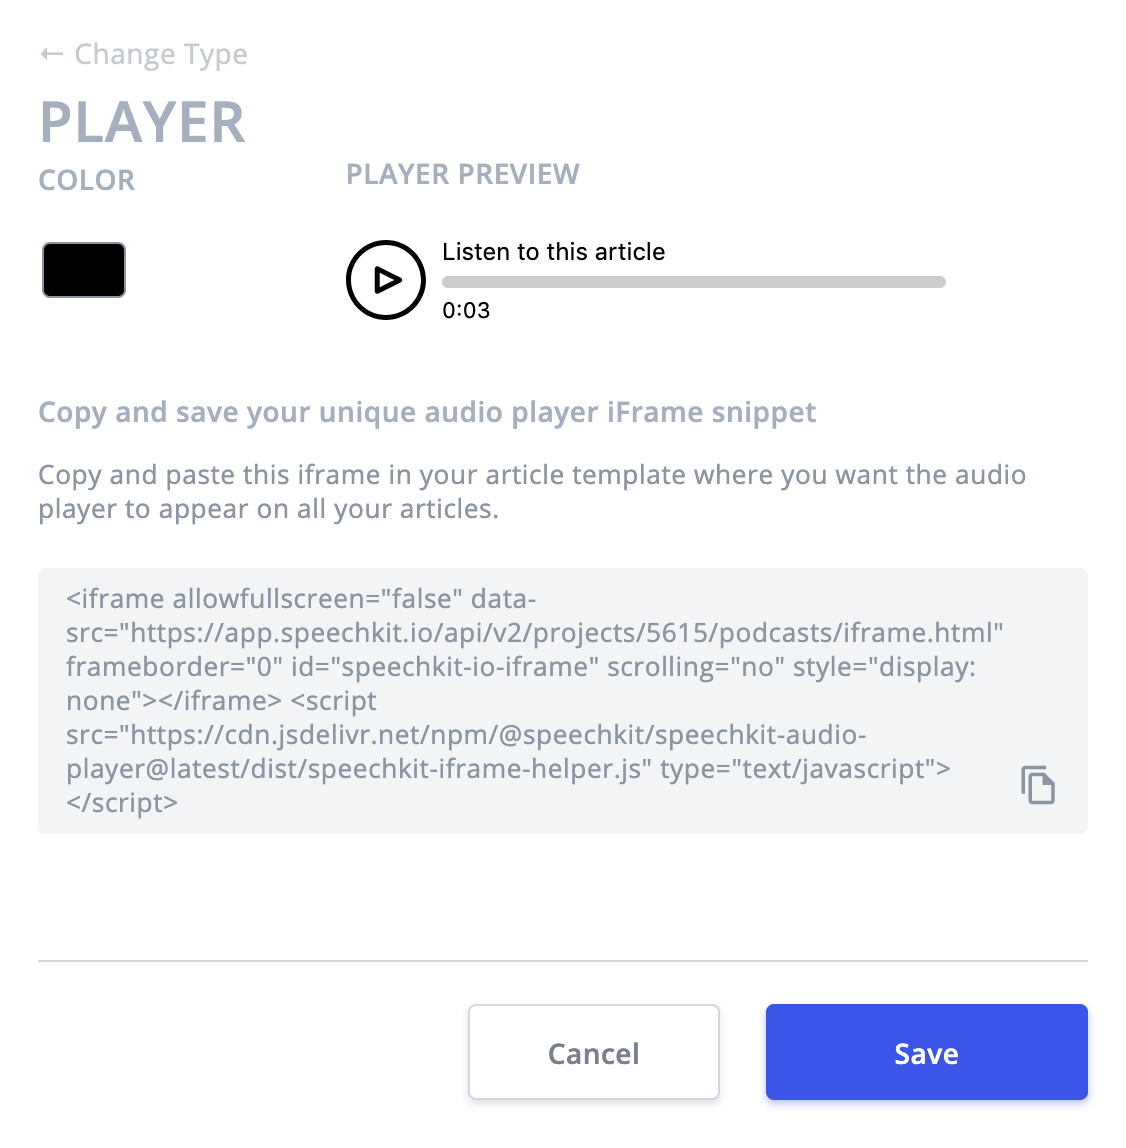 ← Change Type
PLAYER
COLOR
PLAYER PREVIEW
Listen to this article
0:03
Copy and save your unique audio player iFrame snippet
Copy and paste this iframe in your article template where you want the audio
player to appear on all your articles.
<iframe allowfullscreen="false" data-
src="https://app.speechkit.io/api/v2/projects/5615/podcasts/iframe.html"
frameborder="0" id="speechkit-io-iframe" scrolling="no" style="display:
none"></iframe> <script
src="https://cdn.jsdelivr.net/npm/@speechkit/speechkit-audio-
player@latest/dist/speechkit-iframe-helper.js" type="text/javascript">
</script>
Cancel
Save